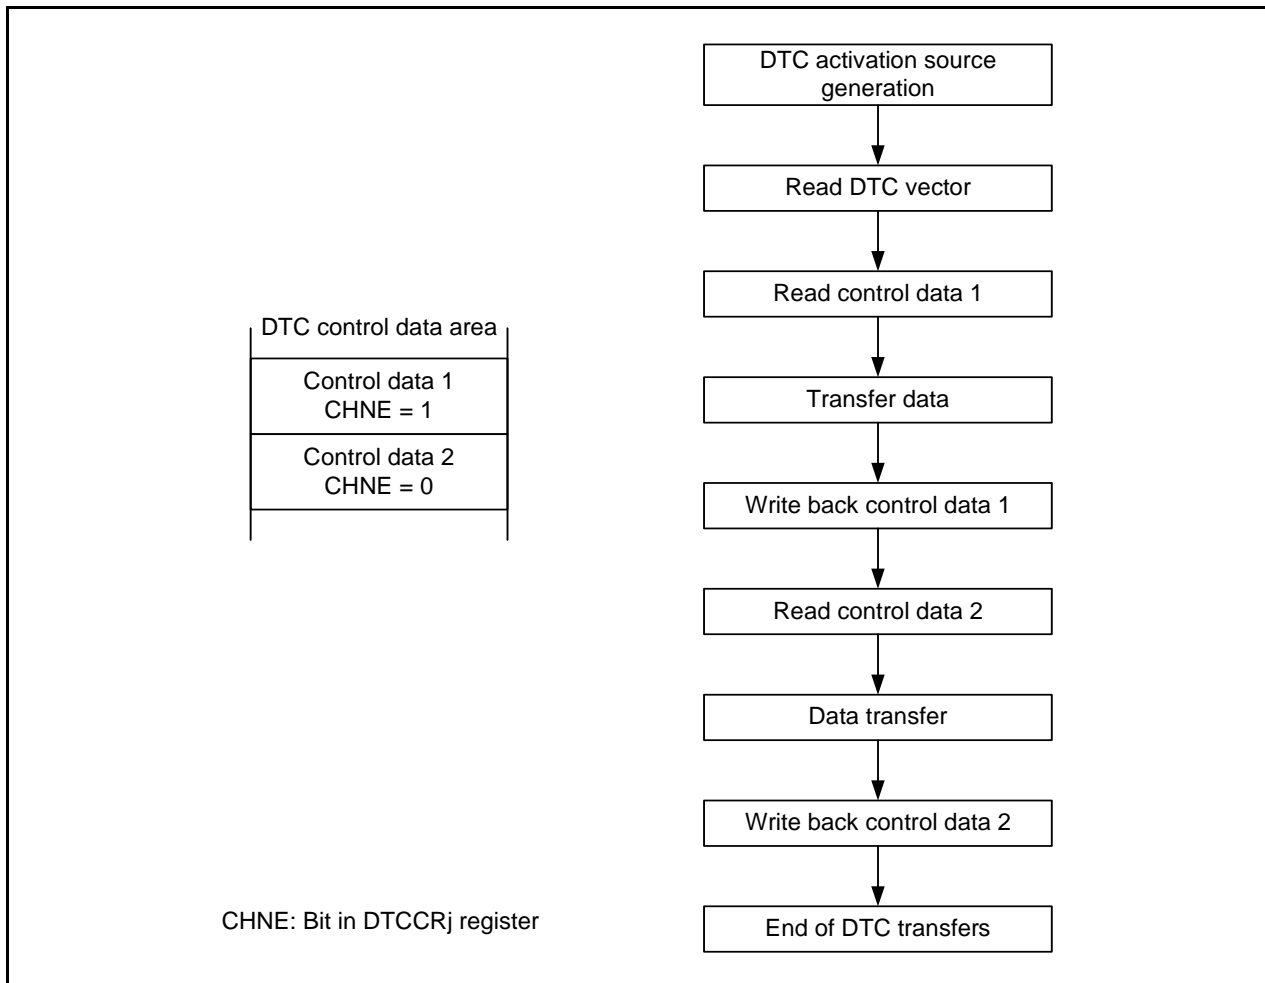 DTC control data area
Control data 1
CHNE = 1
Control data 2
CHNE = 0
CHNE: Bit in DTCCRj register
DTC activation source
generation
Read DTC vector
Read control data 1
Transfer data
Write back control data 1
Read control data 2
Data transfer
Write back control data 2
End of DTC transfers